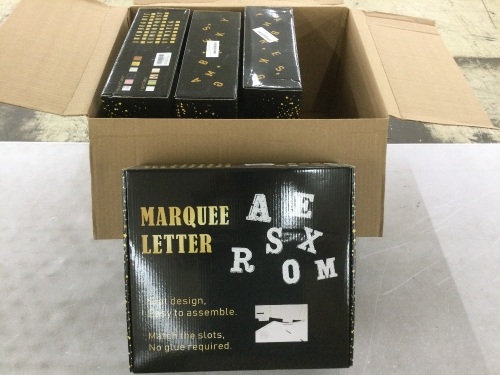 MARQUEE
LETTER
A E
S X
R O M
design,
Easy to assemble.
Match the slots,
No glue required.